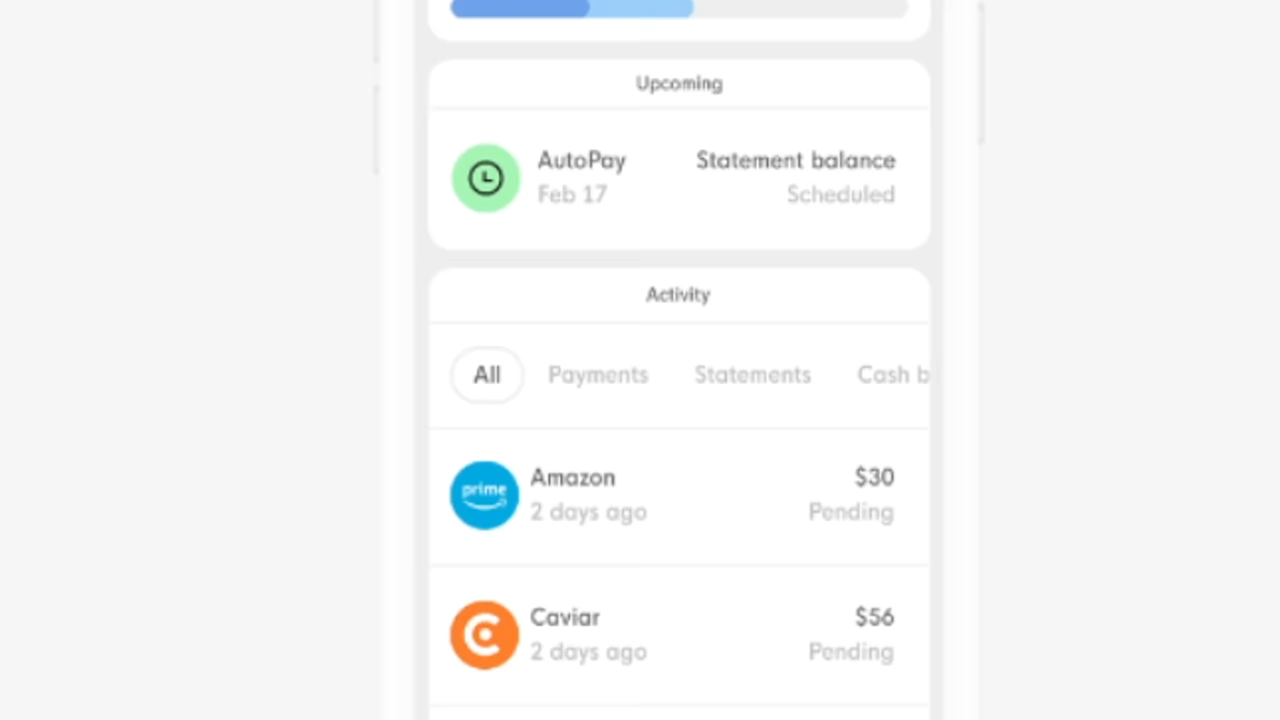 Upcoming
AutoPay Statement balance
Feb 17 Scheduled
Activity
All Payments Statements Cash b
prime
Amazon $30
2 days ago Pending
Caviar $56
2 days ago Pending